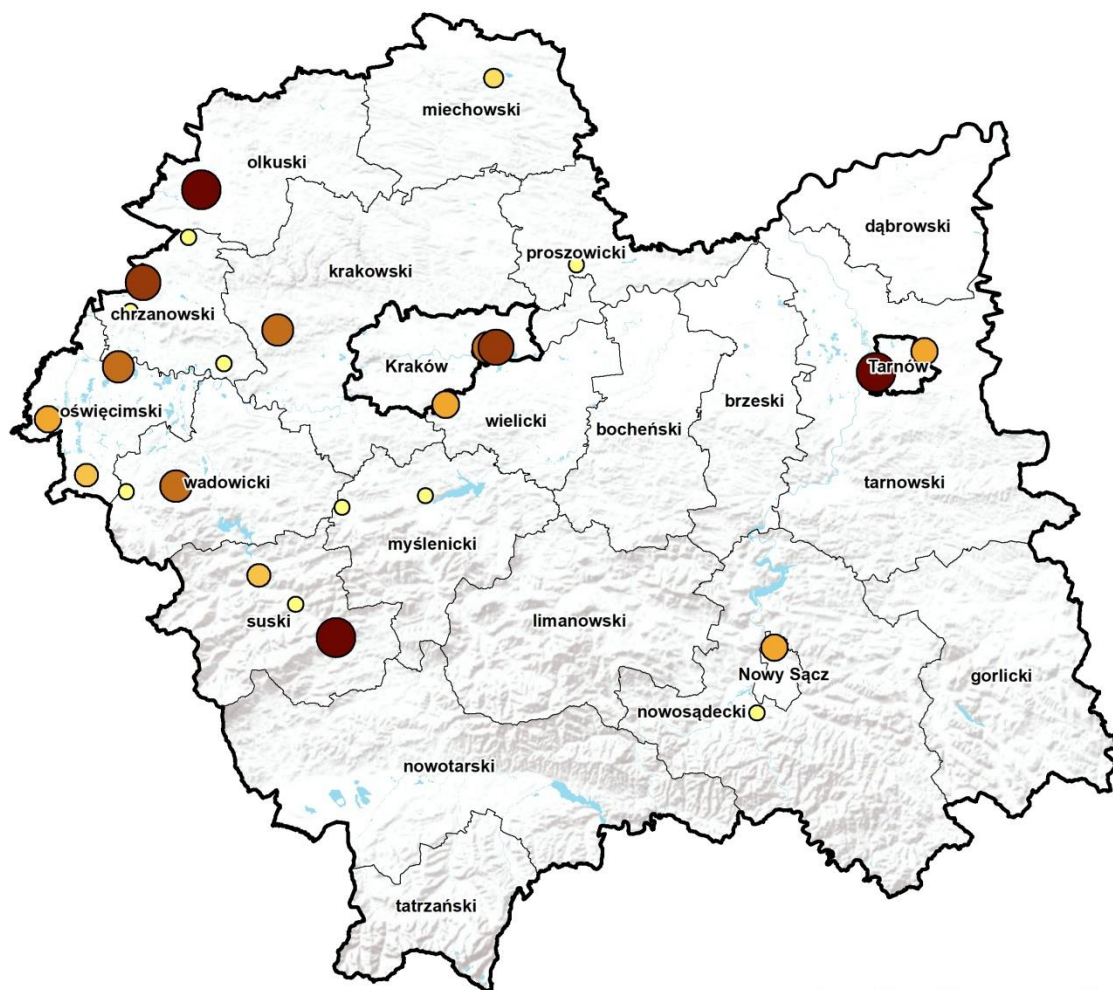 miechowski
olkuski
dąbrowski
proszowicki
krakowski
chrzanowski
Kraków
Tarnów
oświęcimski
wielicki
brzeski
bocheński
wadowicki
tarnowski
myślenicki
suski
limanowski
Nowy Sącz
gorlicki
nowosądecki
nowotarski
tatrzański